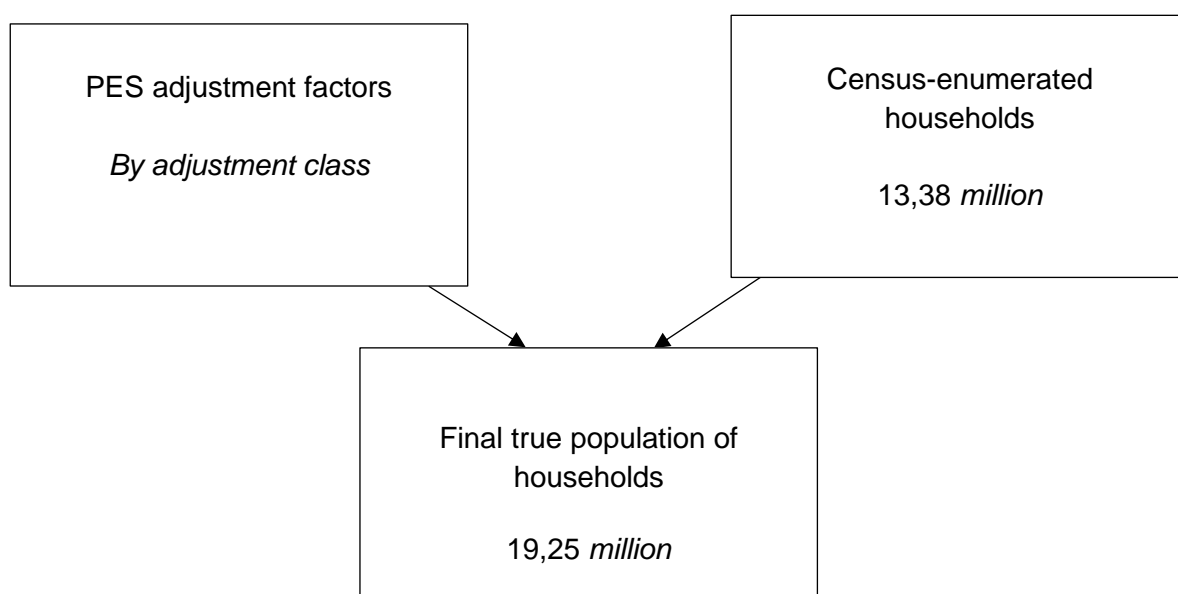 PES adjustment factors
By adjustment class
Census-enumerated
households
13,38 million
Final true population of
households
19,25 million